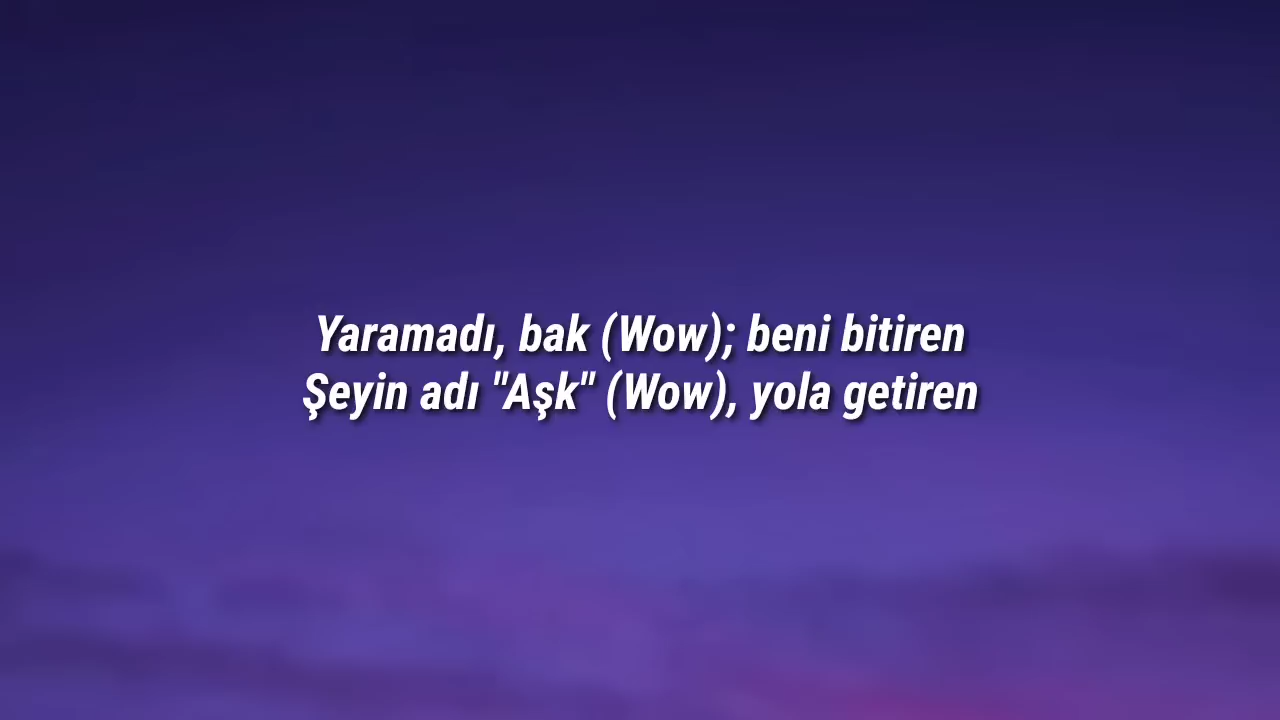 Yaramadı, bak (Wow); beni bitiren
Şeyin adı "Aşk" (Wow), yola getiren